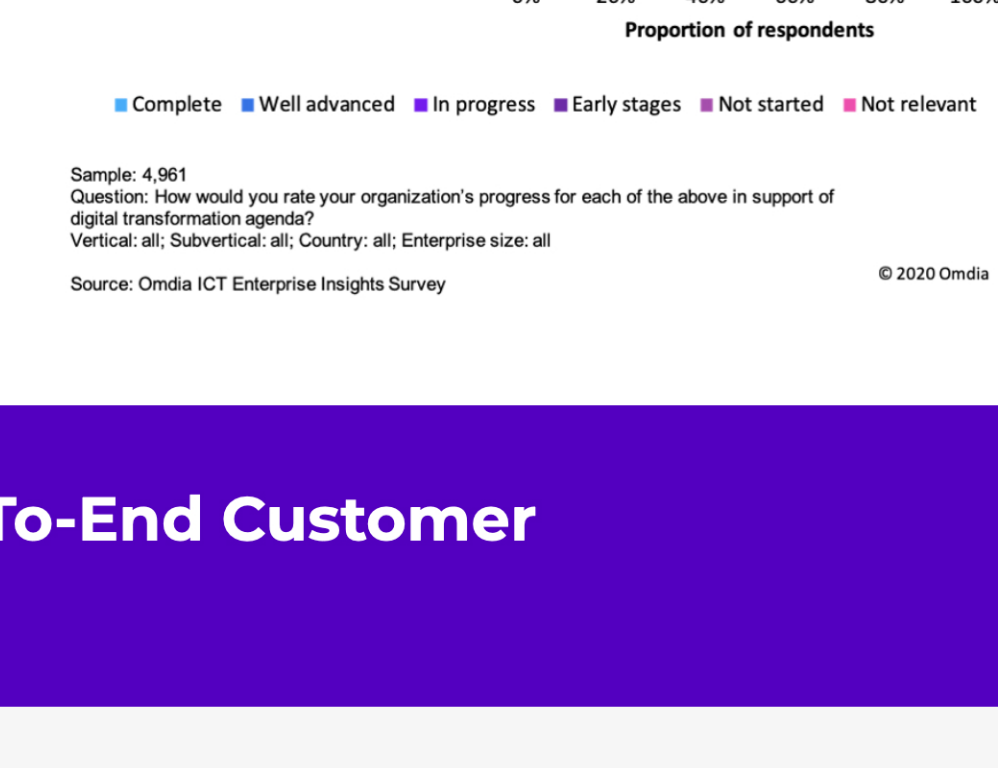 Proportion of respondents
Complete Well advanced In progress Early stages Not started Not relevant
Sample: 4,961
Question: How would you rate your organization's progress for each of the above in support of
digital transformation agenda?
Vertical: all; Subvertical: all; Country: all; Enterprise size: all
© 2020 Omdia
Source: Omdia ICT Enterprise Insights Survey
To-End Customer